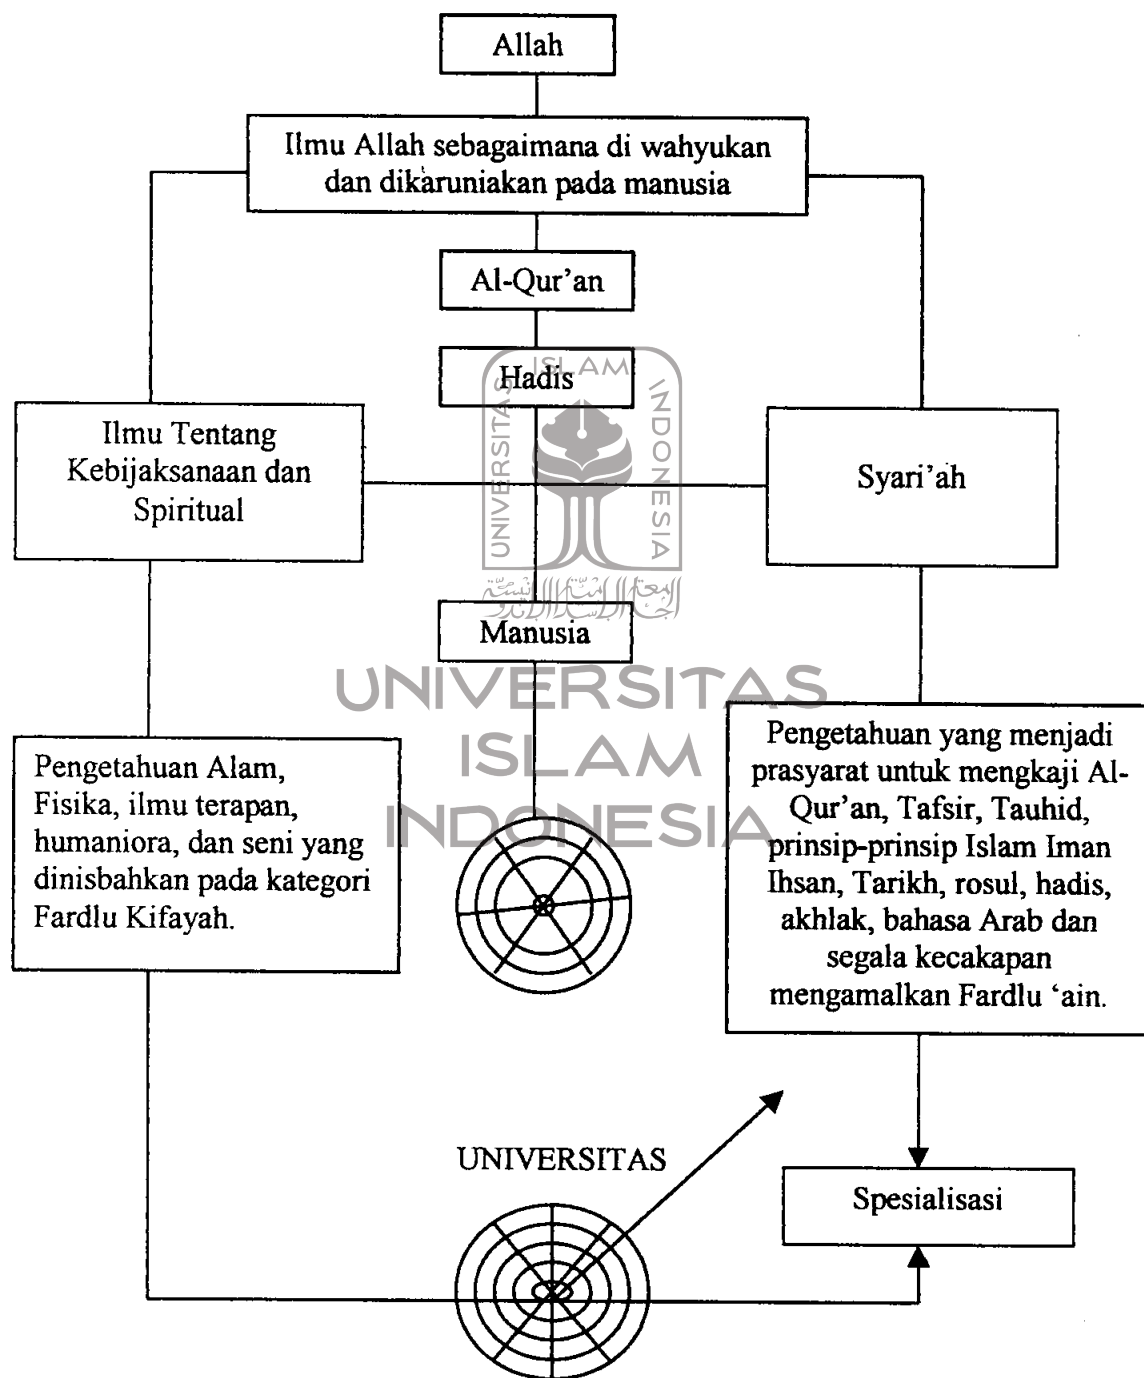 Allah
Ilmu Allah sebagaimana di wahyukan
dan dikaruniakan pada manusia
Al-Qur’an
Hadis
ISLAM
UNIVERSITAS
INDONESIA
Ilmu Tentang
Kebijaksanaan dan
Spiritual
Syari’ah
Manusia
UNIVERSITAS
ISLAM
INDONESIA
Pengetahuan Alam,
Fisika, ilmu terapan,
humaniora, dan seni yang
dinisbahkan pada kategori
Fardlu Kifayah.
Pengetahuan yang menjadi
prasyarat untuk mengkaji Al-
Qur’an, Tafsir, Tauhid,
prinsip-prinsip Islam Iman
Ihsan, Tarikh, rosul, hadis,
akhlak, bahasa Arab dan
segala kecakapan
mengamalkan Fardlu ‘ain.
UNIVERSITAS
Spesialisasi